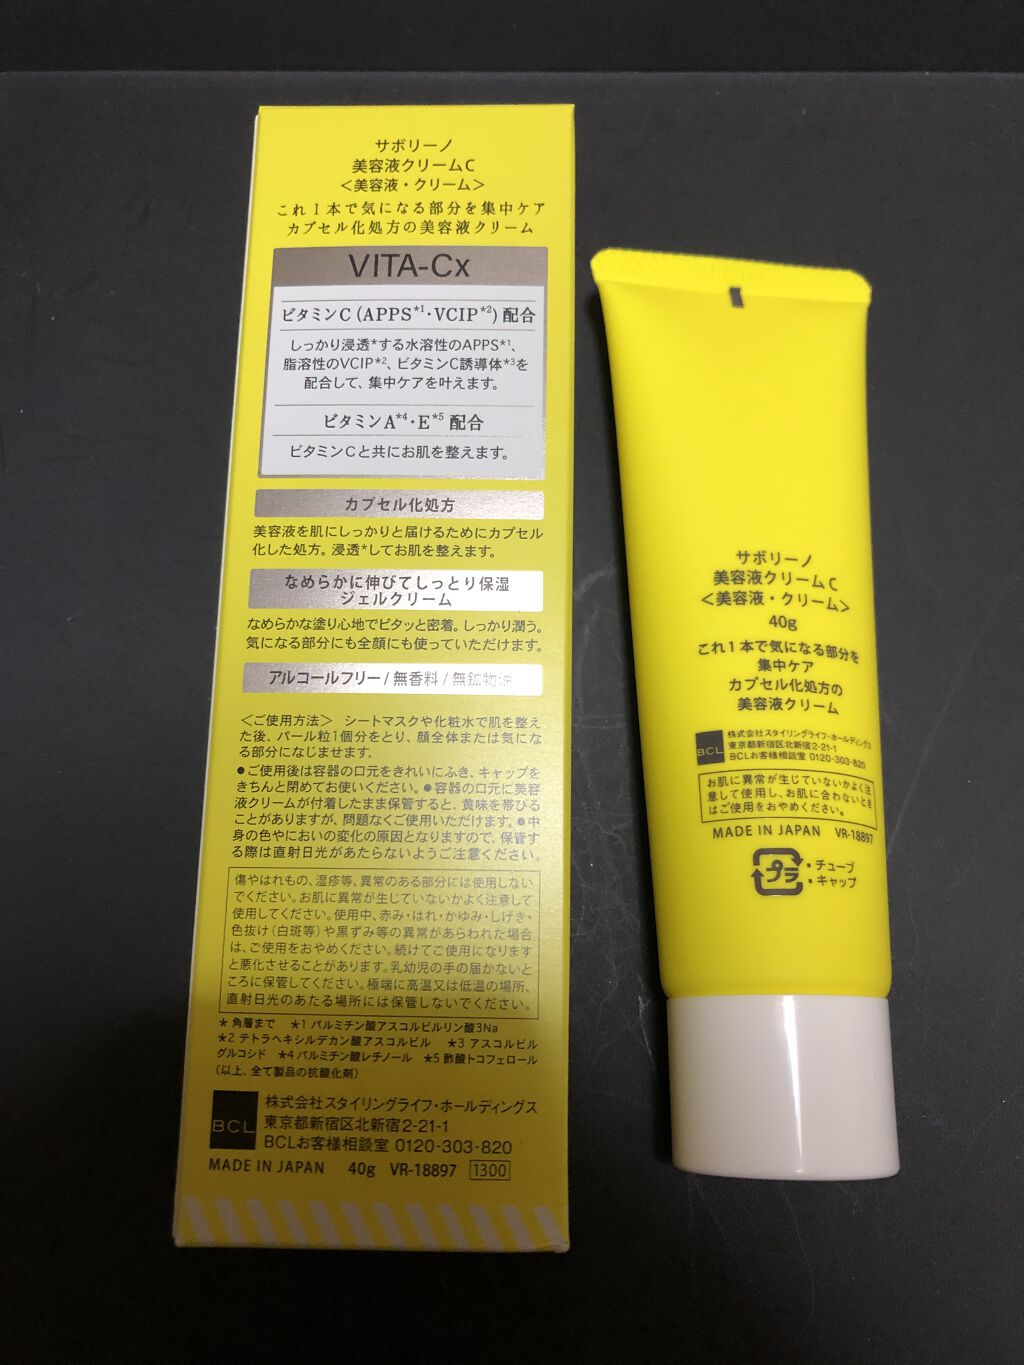 サボリーノ
美容液クリームC
<美容液・クリーム>
これ1本で気になる部分を集中ケア
カプセル化処方の美容液クリーム
VITA-Cx
ビタミンC(APPS*1・VCIP*2)配合
しっかり浸透*する水溶性のAPPS*1、
脂溶性のVCIP*2、ビタミンC誘導体*3を
配合して、集中ケアを叶えます。
ビタミンA*4・E*5配合
ビタミンCと共にお肌を整えます。
カプセル化処方
美容液を肌にしっかりと届けるためにカプセル
化した処方。浸透*してお肌を整えます。
なめらかに伸びてしっとり保湿
ジェルクリーム
なめらかな塗り心地でピタッと密着。しっかり潤う。
気になる部分にも全顔にも使っていただけます。
アルコールフリー/無香料/無鉱物油
<ご使用方法> シートマスクや化粧水で肌を整え
た後、パール粒1個分をとり、顔全体または気にな
る部分になじませます。
●ご使用後は容器の口元をきれいにふき、キャップを
きちんと閉めてお使いください。●容器の口元に美容
液クリームが付着したまま保管すると、黄味を帯びる
ことがありますが、問題なくご使用いただけます。●中
身の色やにおいの変化の原因となりますので、保管す
る際は直射日光があたらないようご注意ください。
傷やはれもの、湿疹等、異常のある部分には使用しない
でください。お肌に異常が生じていないかよく注意して
使用してください。使用中、赤み・はれ・かゆみ・しげき・
色抜け(白斑等)や黒ずみ等の異常があらわれた場合
は、ご使用をおやめください。続けてご使用になります
と悪化させることがあります。乳幼児の手の届かないと
ころに保管してください。極端に高温又は低温の場所、
直射日光のあたる場所には保管しないでください。
*角層まで *1 パルミチン酸アスコルビルリン酸3Na
*2 テトラヘキシルデカン酸アスコルビル *3 アスコルビル
グルコシド *4 パルミチン酸レチノール *5 酢酸トコフェロール
(以上、全て製品の抗酸化剤)
BCL
株式会社スタイリングライフ・ホールディングス
東京都新宿区北新宿2-21-1
BCLお客様相談室 0120-303-820
MADE IN JAPAN 40g VR-18897 1300
サボリーノ
美容液クリームC
<美容液・クリーム>
40g
これ1本で気になる部分を
集中ケア
カプセル化処方の
美容液クリーム
BCL
株式会社スタイリングライフ・ホールディングス
東京都新宿区北新宿2-21-1
BCLお客様相談室 0120-303-820
お肌に異常が生じていないかよく注
意して使用し、お肌に合わないとき
はご使用をおやめください。
MADE IN JAPAN VR-18897
プラ
・チューブ
・キャップ